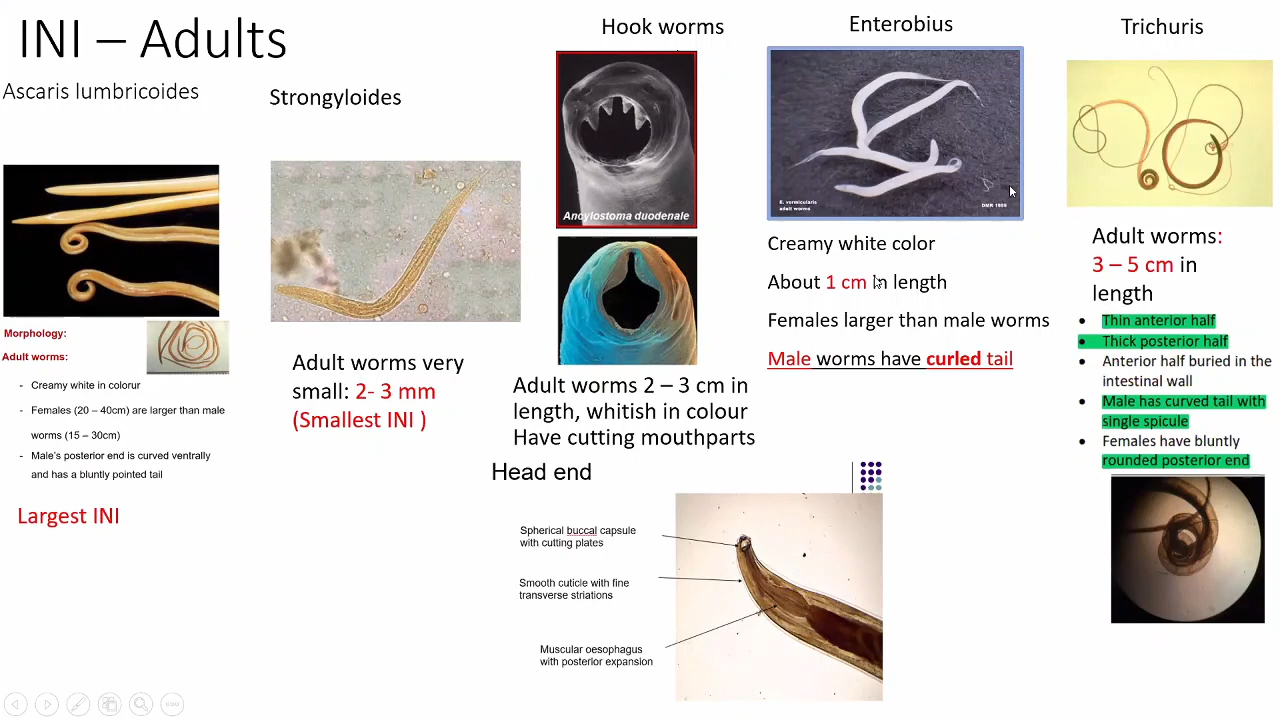 INI – Adults
Ascaris lumbricoides
Morphology:
Adult worms:
- Creamy white in colorur
- Females (20 – 40cm) are larger than male
worms (15 – 30cm)
- Male's posterior end is curved ventrally
and has a bluntly pointed tail
Largest INI
Strongyloides
Adult worms very
small: 2- 3 mm
(Smallest INI )
Hook worms
Ancylostoma duodenale
Adult worms 2 – 3 cm in
length, whitish in colour
Have cutting mouthparts
Head end
Spherical buccal capsule
with cutting plates
Smooth cuticle with fine
transverse striations
Muscular oesophagus
with posterior expansion
Enterobius
E. vermicularis
adult worms
DMR 1998
Creamy white color
About 1 cm in length
Females larger than male worms
Male worms have curled tail
Trichuris
Adult worms:
3 – 5 cm in
length
• Thin anterior half
• Thick posterior half
• Anterior half buried in the
intestinal wall
• Male has curved tail with
single spicule
• Females have bluntly
rounded posterior end